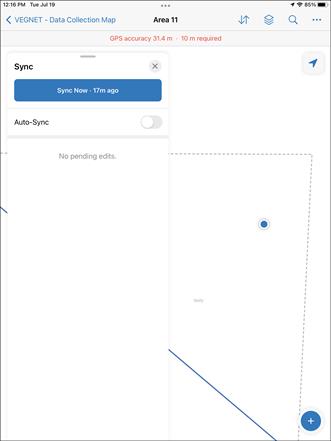 12:16 PM Tue Jul 19
85%
VEGNET - Data Collection Map
Area 11
GPS accuracy 31.4 m · 10 m required
Sync
Sync Now · 17m ago
Auto-Sync
No pending edits.